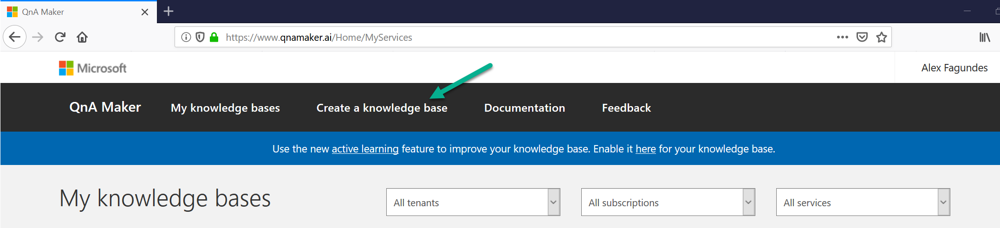 QnA Maker
https://www.qnamaker.ai/Home/MyServices
Microsoft
Alex Fagundes
QnA Maker My knowledge bases Create a knowledge base Documentation Feedback
Use the new active learning feature to improve your knowledge base. Enable it here for your knowledge base.
My knowledge bases
All tenants All subscriptions All services